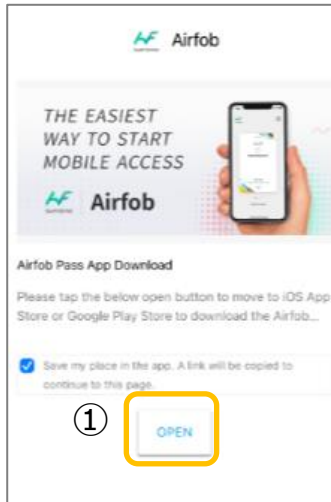 Airfob
THE EASIEST
WAY TO START
MOBILE ACCESS
Airfob
Airfob Pass App Download
Please tap the below open button to move to iOS App
Store or Google Play Store to download the Airfob...
Save my place in the app. A link will be copied to
continue to this page.
①
OPEN